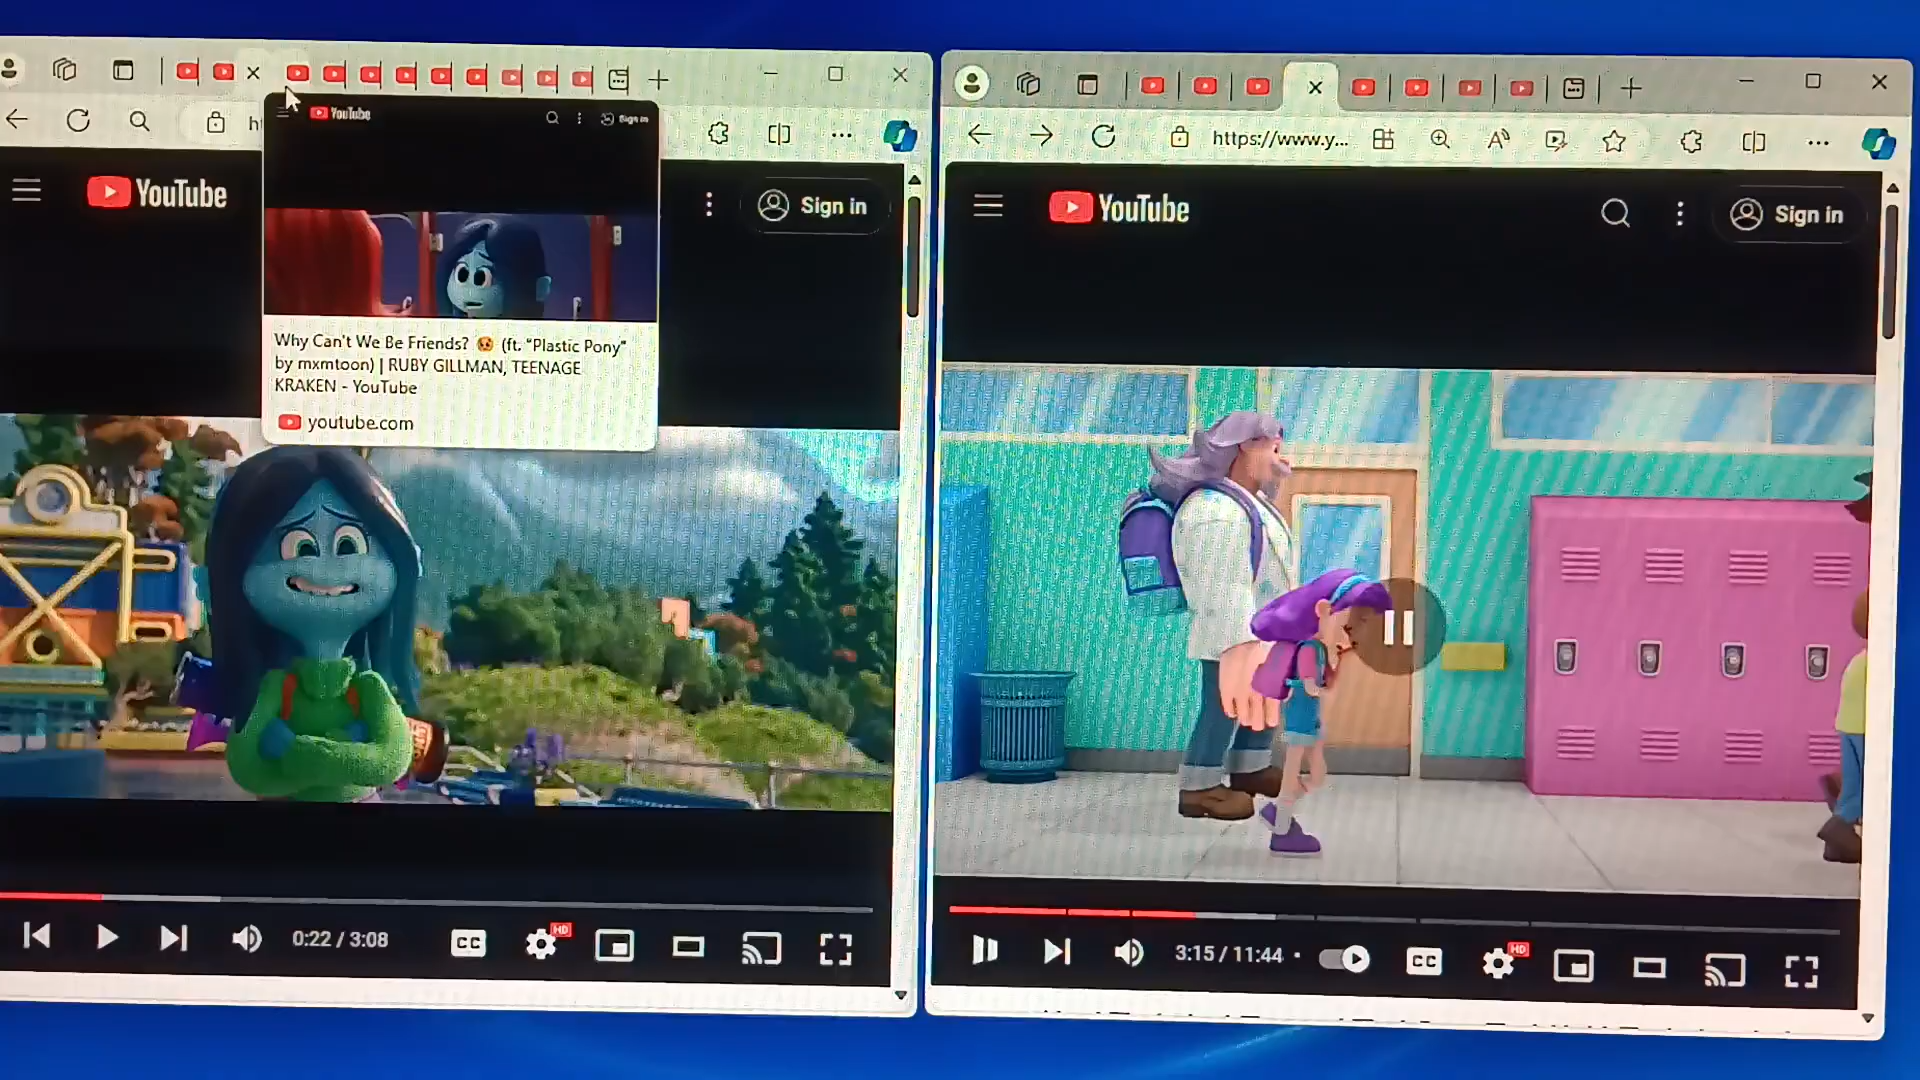 YouTube
Sign in
Why Can't We Be Friends? (ft. "Plastic Pony"
by mxmtoon) | RUBY GILLMAN, TEENAGE
KRAKEN - YouTube
youtube.com
YouTube
Sign in
0:22 / 3:08
CC
HD
https://www.y...
YouTube
Sign in
3:15 / 11:44 •
CC
HD